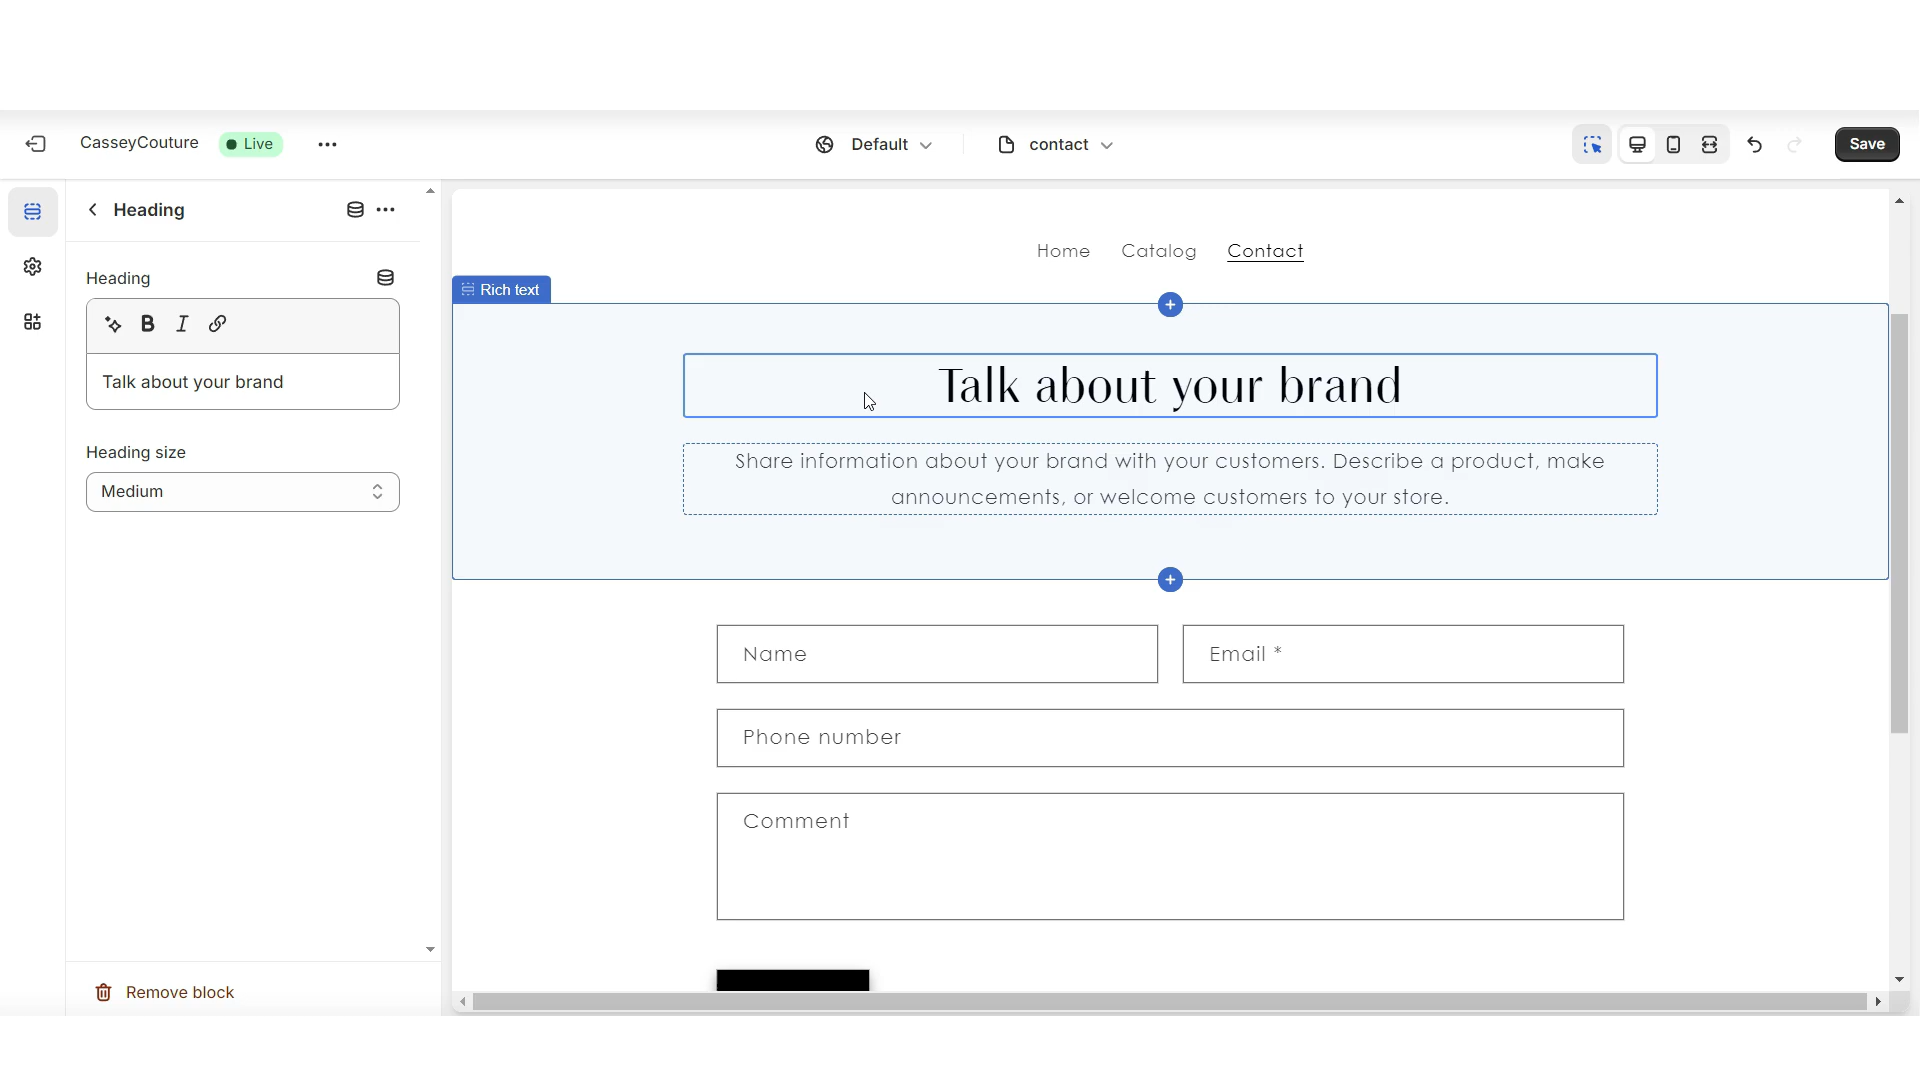 CasseyCouture
Live
Default
contact
Save
Heading
Home
Catalog
Contact
Heading
Rich text
Talk about your brand
Talk about your brand
Heading size
Medium
Share information about your brand with your customers. Describe a product, make
announcements, or welcome customers to your store.
Name
Email *
Phone number
Comment
Remove block